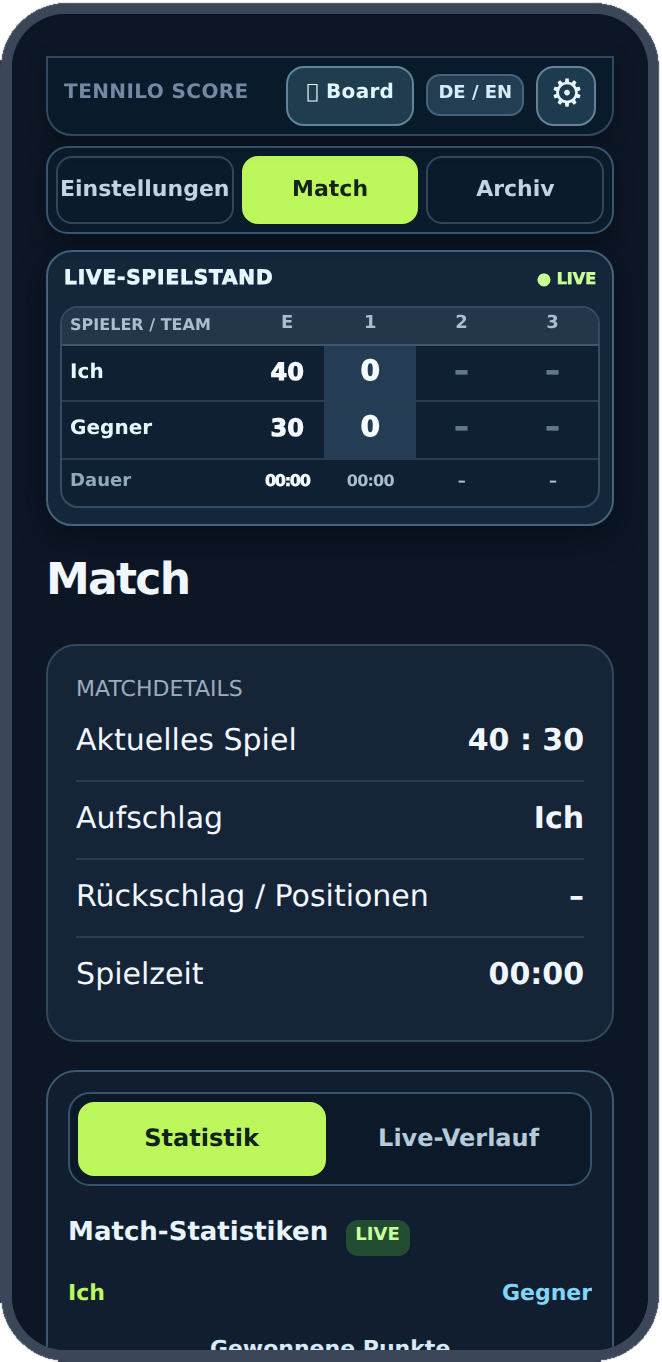 TENNILO SCORE Board DE / EN
Einstellungen Match Archiv
LIVE-SPIELSTAND ● LIVE
SPIELER / TEAM E 1 2 3
Ich 40 0 – –
Gegner 30 0 – –
Dauer 00:00 00:00 – –
Match
MATCHDETAILS
Aktuelles Spiel 40 : 30
Aufschlag Ich
Rückschlag / Positionen –
Spielzeit 00:00
Statistik Live-Verlauf
Match-Statistiken LIVE
Ich Gegner
Gewonnene Punkte